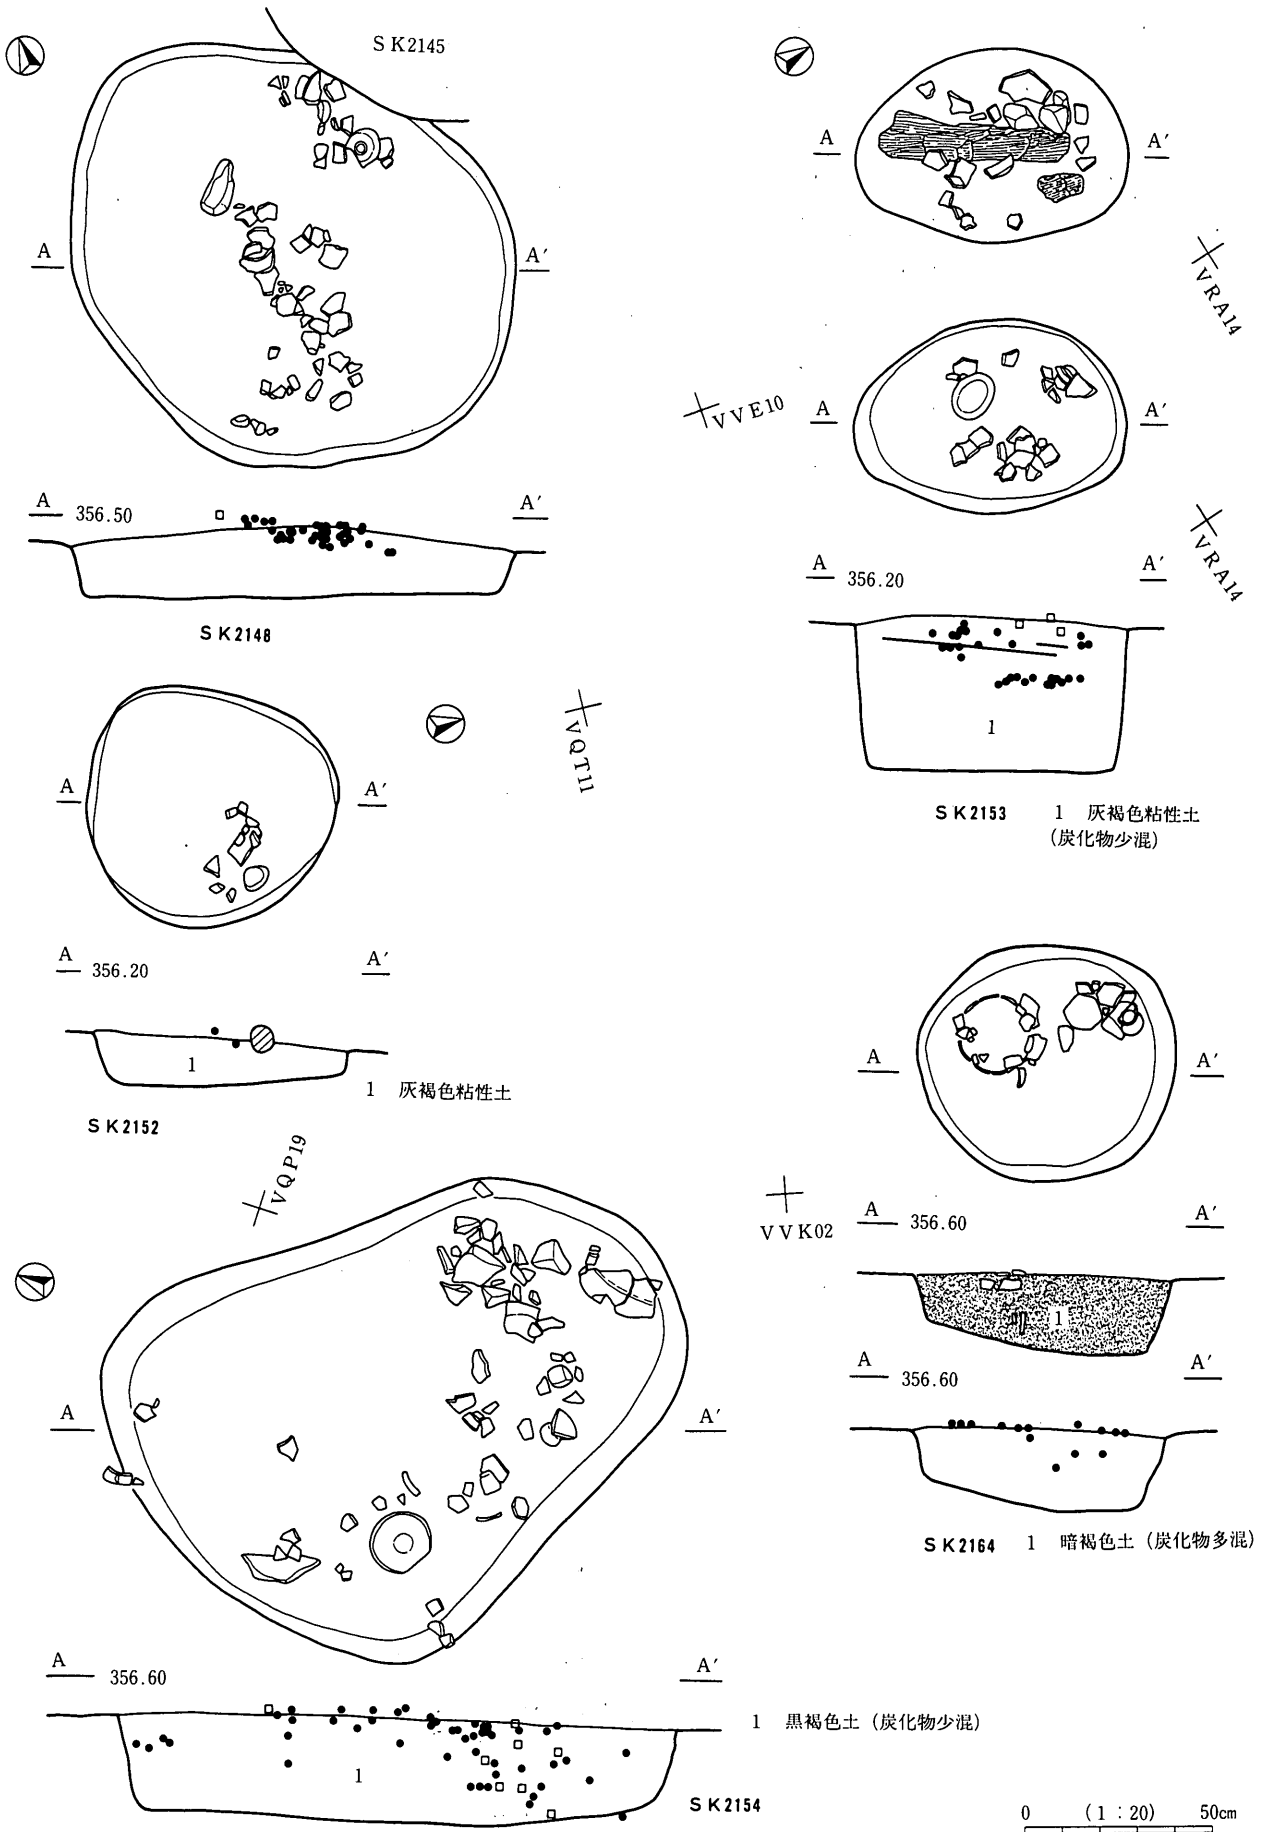 SK2145
A A′
A 356.50 A′
SK2148
A A′
VRA14
VVE10
A A′
VRA14
A 356.20 A′
1
SK2153 1 灰褐色粘性土
(炭化物少混)
VQT11
A A′
A 356.20 A′
1
1 灰褐色粘性土
SK2152
VQP19
A A′
VVK02
A 356.60 A′
1
A 356.60 A′
SK2164 1 暗褐色土 (炭化物多混)
A A′
A 356.60 A′
1 黒褐色土 (炭化物少混)
1
SK2154
0 (1:20) 50cm